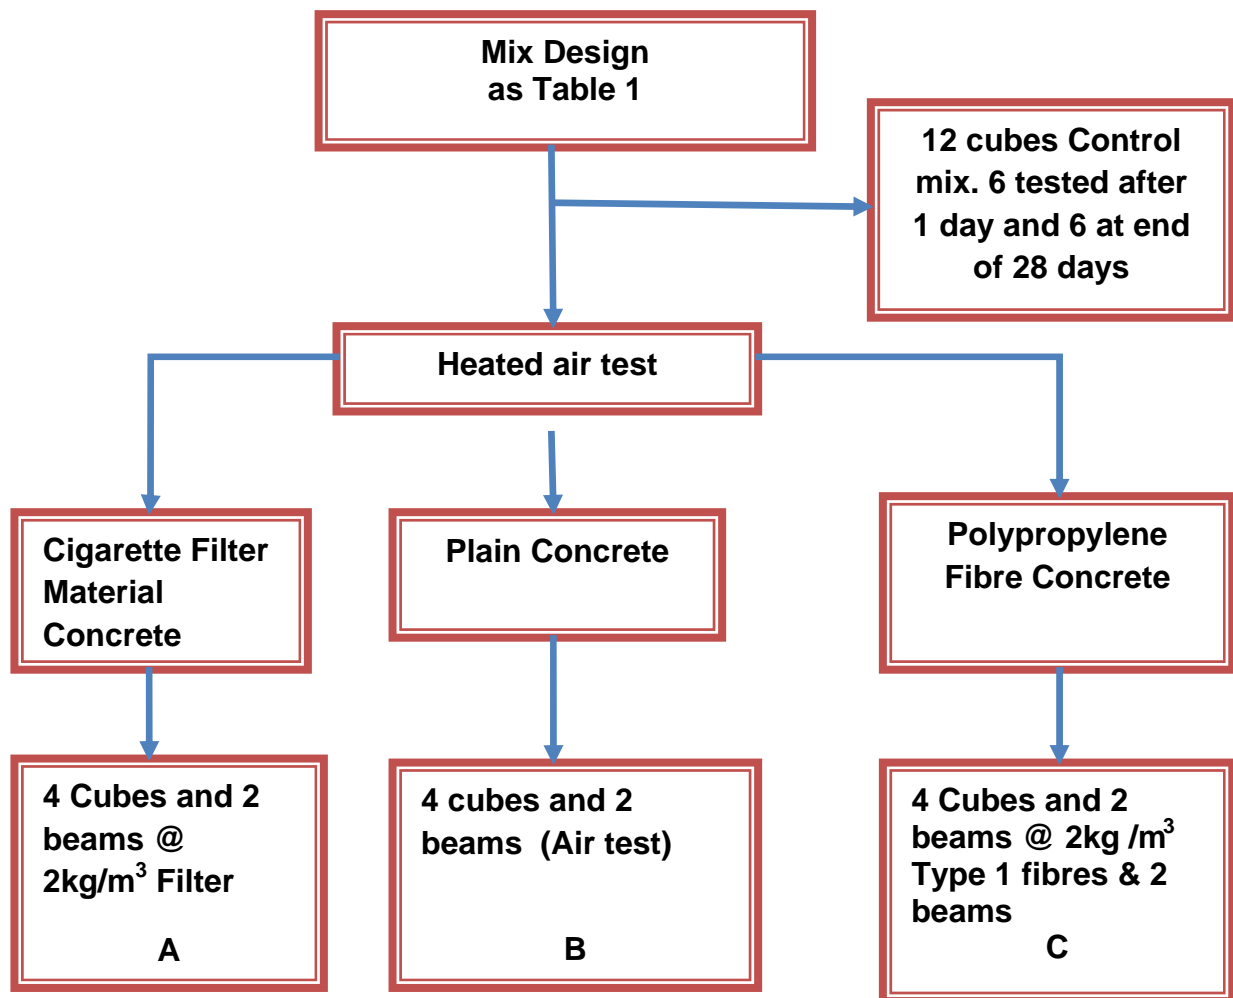 Mix Design
as Table 1
12 cubes Control
mix. 6 tested after
1 day and 6 at end
of 28 days
Heated air test
Cigarette Filter
Material
Concrete
Plain Concrete
Polypropylene
Fibre Concrete
4 Cubes and 2
beams @
2kg/m³ Filter
A
4 cubes and 2
beams (Air test)
B
4 Cubes and 2
beams @ 2kg /m³
Type 1 fibres & 2
beams
C